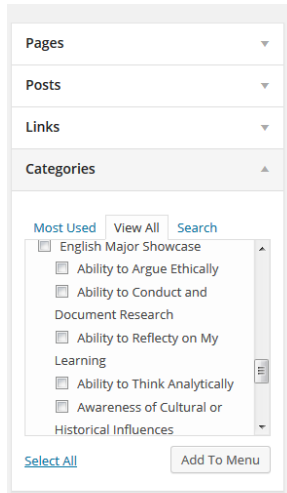 Pages
Posts
Links
Categories
Most Used View All Search
English Major Showcase
Ability to Argue Ethically
Ability to Conduct and
Document Research
Ability to Reflecty on My
Learning
Ability to Think Analytically
Awareness of Cultural or
Historical Influences
Select All Add To Menu